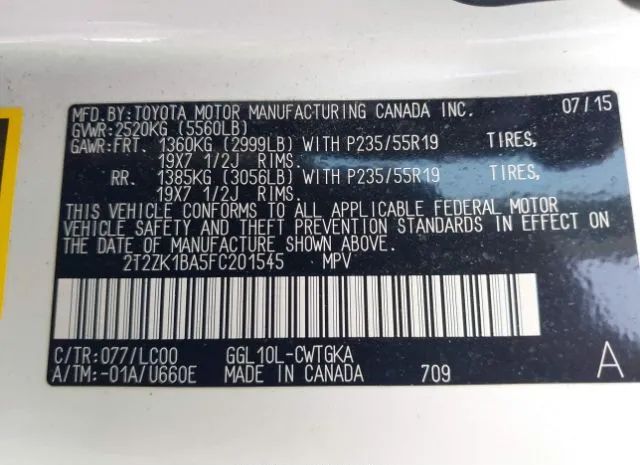 MFD.BY:TOYOTA MOTOR MANUFACTURING CANADA INC. 07/15
GVWR:2520KG (5560LB)
GAWR:FRT. 1360KG (2999LB) WITH P235/55R19 TIRES,
19X7 1/2J RIMS.
RR. 1385KG (3056LB) WITH P235/55R19 TIRES,
19X7 1/2J RIMS.
THIS VEHICLE CONFORMS TO ALL APPLICABLE FEDERAL MOTOR
VEHICLE SAFETY AND THEFT PREVENTION STANDARDS IN EFFECT ON
THE DATE OF MANUFACTURE SHOWN ABOVE.
2T2ZK1BA5FC201545 MPV
C/TR:077/LC00 GGL10L-CWTGKA
A/TM:-01A/U660E MADE IN CANADA 709 A